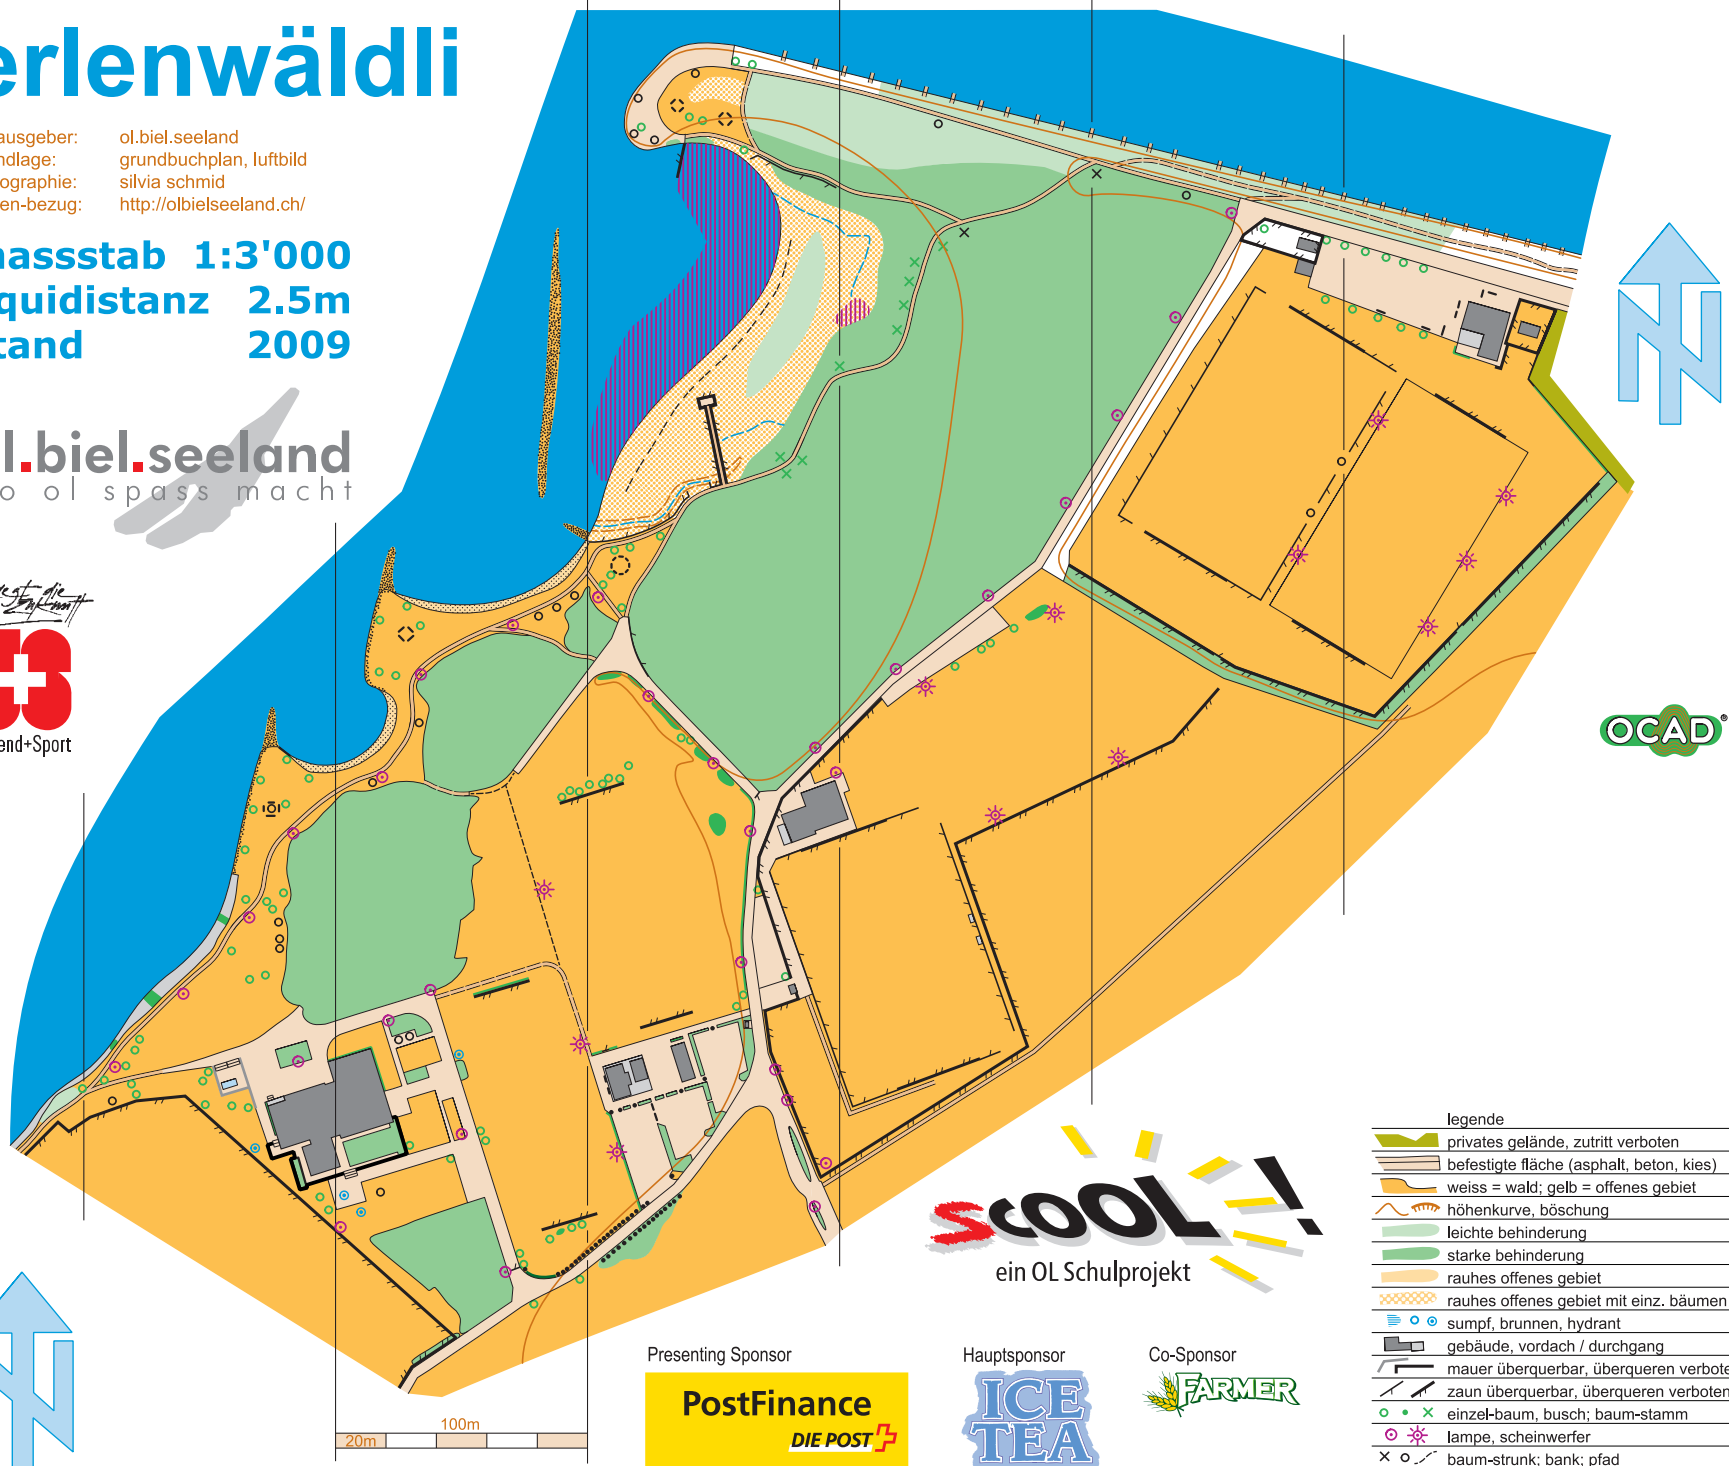 erlenwäldli
ausgeber: ol.biel.seeland
ndlage: grundbuchplan, luftbild
ographie: silvia schmid
en-bezug: http://olbielseeland.ch/
massstab 1:3'000
quidistanz 2.5m
tand 2009
l.biel.seeland
o ol spass macht
end+Sport
N
OCAD®
N
scool!
ein OL Schulprojekt
legende
privates gelände, zutritt verboten
befestigte fläche (asphalt, beton, kies)
weiss = wald; gelb = offenes gebiet
höhenkurve, böschung
leichte behinderung
starke behinderung
rauhes offenes gebiet
rauhes offenes gebiet mit einz. bäumen
sumpf, brunnen, hydrant
gebäude, vordach / durchgang
mauer überquerbar, überqueren verbote
zaun überquerbar, überqueren verboten
einzel-baum, busch; baum-stamm
lampe, scheinwerfer
baum-strunk; bank; pfad
100m
20m
Presenting Sponsor
PostFinance
DIE POST
Hauptsponsor
ICE
TEA
Co-Sponsor
FARMER